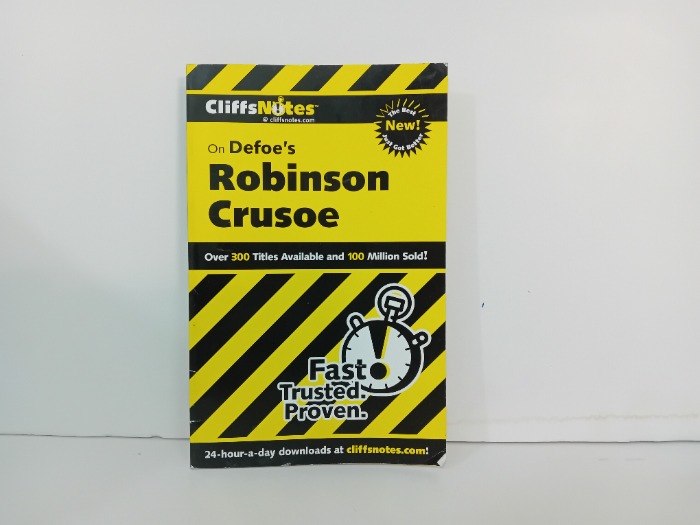 CliffsNotes™
@ cliffsnotes.com
The Best
New!
Just Got Better
On Defoe's
Robinson
Crusoe
Over 300 Titles Available and 100 Million Sold!
Fast.
Trusted.
Proven.
24-hour-a-day downloads at cliffsnotes.com!